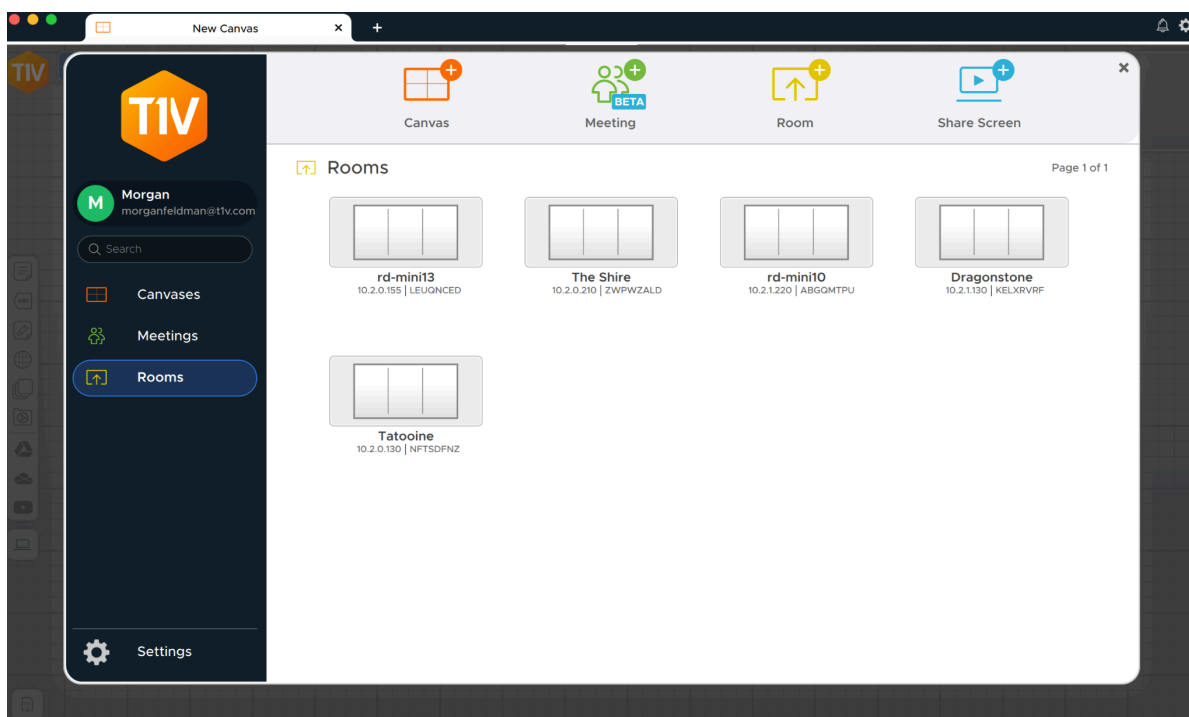 New Canvas
T1V
T1V
Canvas
BETA
Meeting
Room
Share Screen
M
Morgan
morganfeldman@t1v.com
Search
Canvases
Meetings
Rooms
Settings
Rooms
Page 1 of 1
rd-mini13
10.2.0.155 | LEUQNCED
The Shire
10.2.0.210 | ZWPWZALD
rd-mini10
10.2.1.220 | ABGQMTPU
Dragonstone
10.2.1.130 | KELXRVRF
Tatooine
10.2.0.130 | NFTSDFNZ